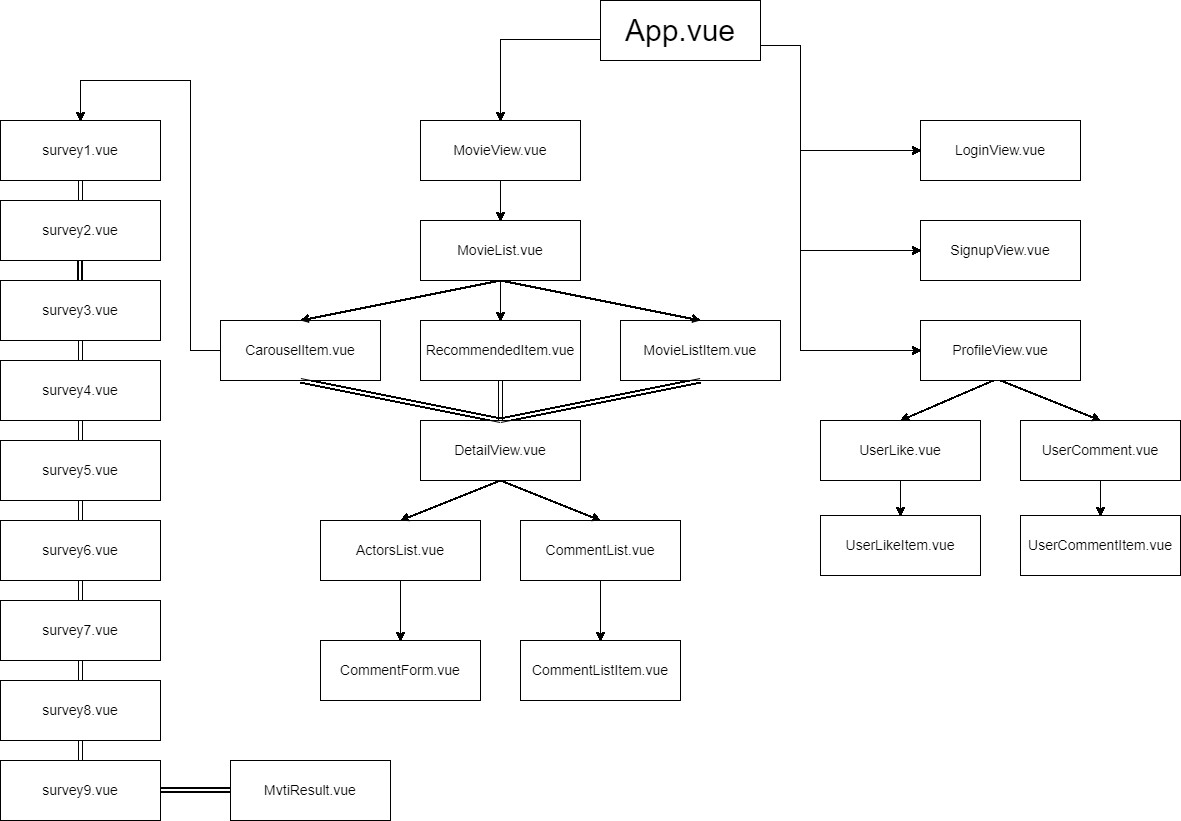 App.vue
survey1.vue
MovieView.vue
LoginView.vue
survey2.vue
MovieList.vue
SignupView.vue
survey3.vue
CarouselItem.vue
RecommendedItem.vue
MovieListItem.vue
ProfileView.vue
survey4.vue
DetailView.vue
UserLike.vue
UserComment.vue
survey5.vue
survey6.vue
ActorsList.vue
CommentList.vue
UserLikeItem.vue
UserCommentItem.vue
survey7.vue
CommentForm.vue
CommentListItem.vue
survey8.vue
survey9.vue
MvtiResult.vue